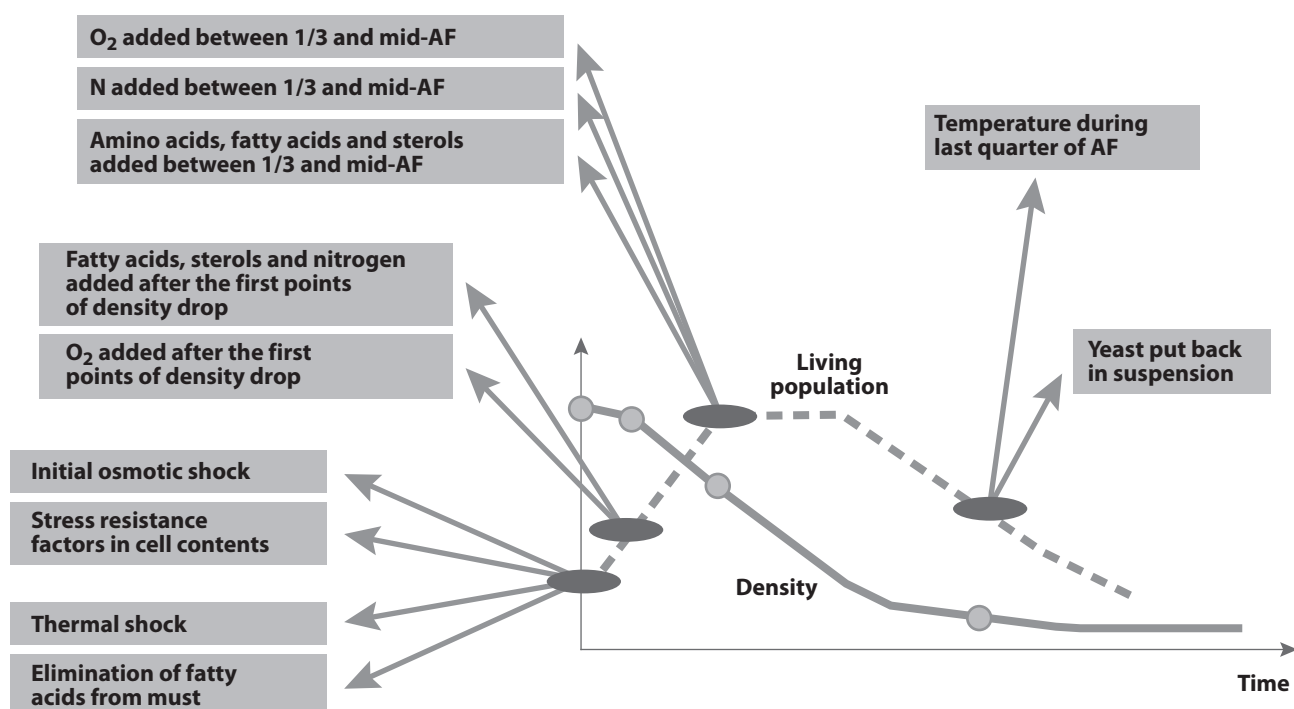 O₂ added between 1/3 and mid-AF
N added between 1/3 and mid-AF
Amino acids, fatty acids and sterols
added between 1/3 and mid-AF
Temperature during
last quarter of AF
Fatty acids, sterols and nitrogen
added after the first points
of density drop
O₂ added after the first
points of density drop
Yeast put back
in suspension
Living
population
Initial osmotic shock
Stress resistance
factors in cell contents
Density
Thermal shock
Elimination of fatty
acids from must
Time